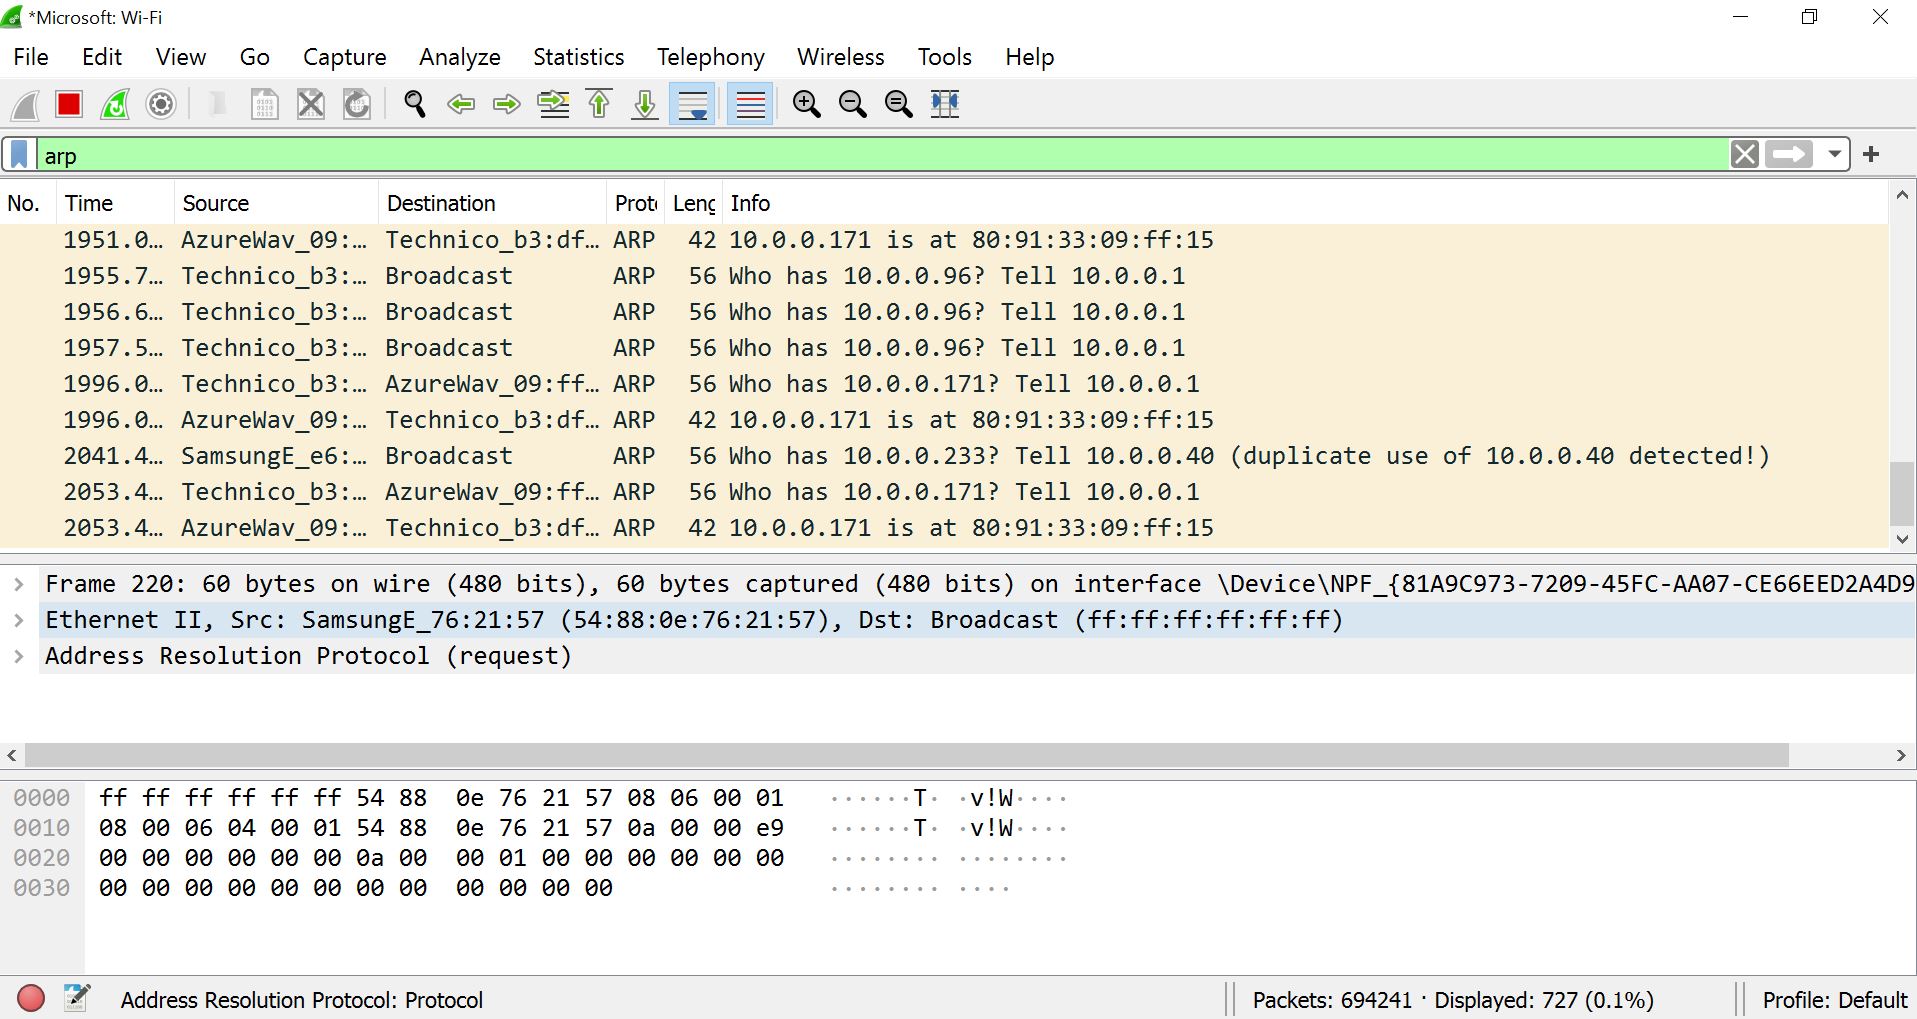 *Microsoft: Wi-Fi
File Edit View Go Capture Analyze Statistics Telephony Wireless Tools Help
arp
No. Time Source Destination Proto Leng Info
1951.0… AzureWav_09:… Technico_b3:df… ARP 42 10.0.0.171 is at 80:91:33:09:ff:15
1955.7… Technico_b3:… Broadcast ARP 56 Who has 10.0.0.96? Tell 10.0.0.1
1956.6… Technico_b3:… Broadcast ARP 56 Who has 10.0.0.96? Tell 10.0.0.1
1957.5… Technico_b3:… Broadcast ARP 56 Who has 10.0.0.96? Tell 10.0.0.1
1996.0… Technico_b3:… AzureWav_09:ff… ARP 56 Who has 10.0.0.171? Tell 10.0.0.1
1996.0… AzureWav_09:… Technico_b3:df… ARP 42 10.0.0.171 is at 80:91:33:09:ff:15
2041.4… SamsungE_e6:… Broadcast ARP 56 Who has 10.0.0.233? Tell 10.0.0.40 (duplicate use of 10.0.0.40 detected!)
2053.4… Technico_b3:… AzureWav_09:ff… ARP 56 Who has 10.0.0.171? Tell 10.0.0.1
2053.4… AzureWav_09:… Technico_b3:df… ARP 42 10.0.0.171 is at 80:91:33:09:ff:15
Frame 220: 60 bytes on wire (480 bits), 60 bytes captured (480 bits) on interface \Device\NPF_{81A9C973-7209-45FC-AA07-CE66EED2A4D9
Ethernet II, Src: SamsungE_76:21:57 (54:88:0e:76:21:57), Dst: Broadcast (ff:ff:ff:ff:ff:ff)
Address Resolution Protocol (request)
0000 ff ff ff ff ff ff 54 88 0e 76 21 57 08 06 00 01 ······T· ·v!W····
0010 08 00 06 04 00 01 54 88 0e 76 21 57 0a 00 00 e9 ······T· ·v!W····
0020 00 00 00 00 00 00 0a 00 00 01 00 00 00 00 00 00 ········ ········
0030 00 00 00 00 00 00 00 00 00 00 00 00 ········ ····
Address Resolution Protocol: Protocol
Packets: 694241 · Displayed: 727 (0.1%)
Profile: Default